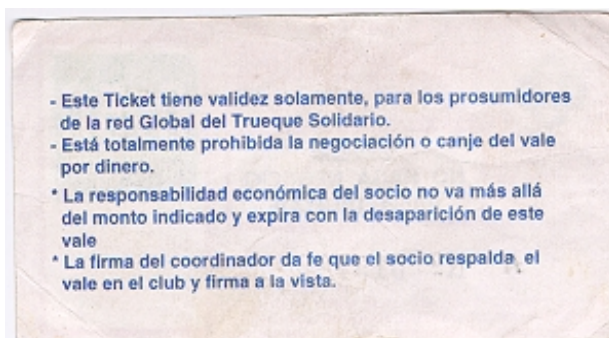 - Este Ticket tiene validez solamente, para los prosumidores
de la red Global del Trueque Solidario.
- Está totalmente prohibida la negociación o canje del vale
por dinero.
* La responsabilidad económica del socio no va más allá
del monto indicado y expira con la desaparición de este
vale
* La firma del coordinador da fe que el socio respalda el
vale en el club y firma a la vista.